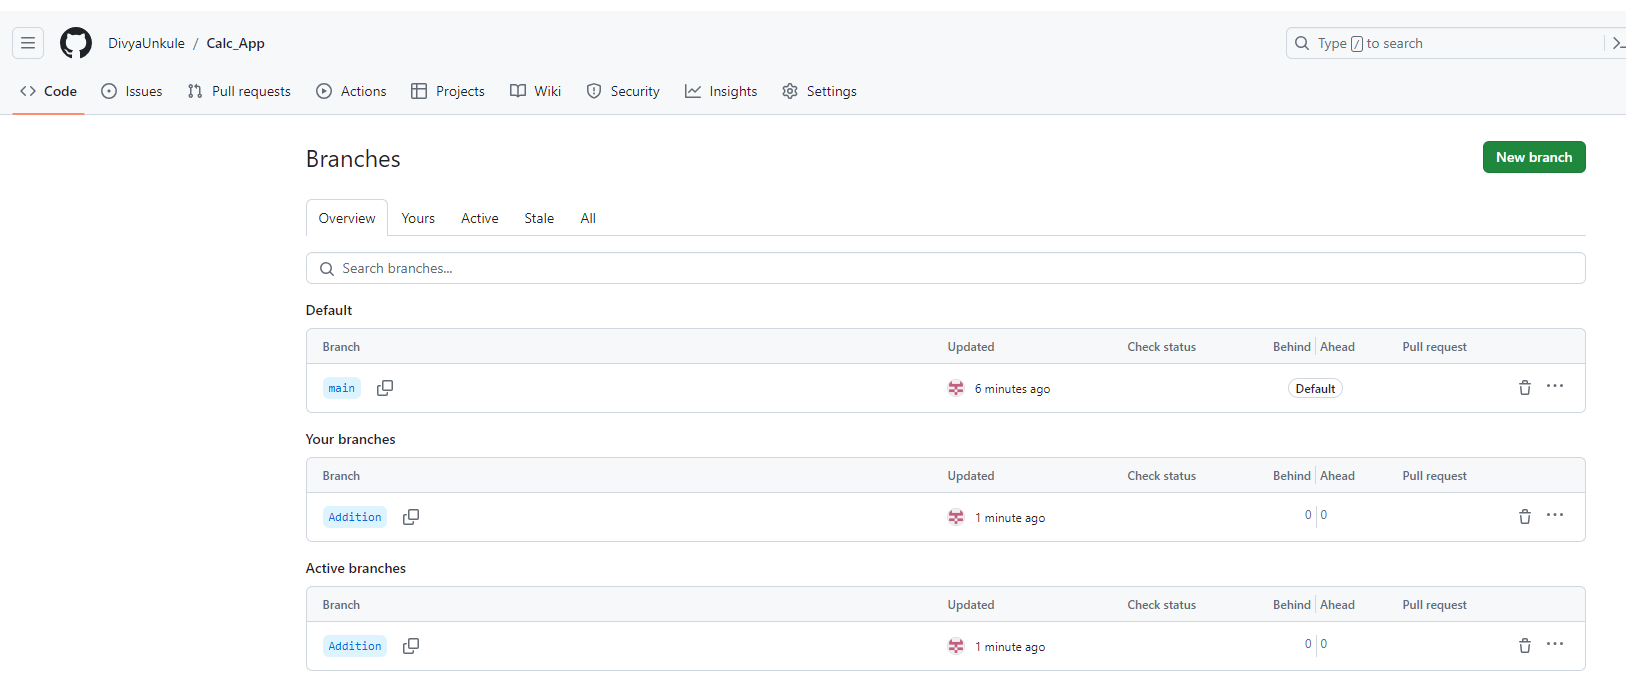 DivyaUnkule / Calc_App
Type / to search
Code Issues Pull requests Actions Projects Wiki Security Insights Settings
Branches
New branch
Overview Yours Active Stale All
Search branches...
Default
Branch Updated Check status Behind Ahead Pull request
main 6 minutes ago Default
Your branches
Branch Updated Check status Behind Ahead Pull request
Addition 1 minute ago 0 0
Active branches
Branch Updated Check status Behind Ahead Pull request
Addition 1 minute ago 0 0